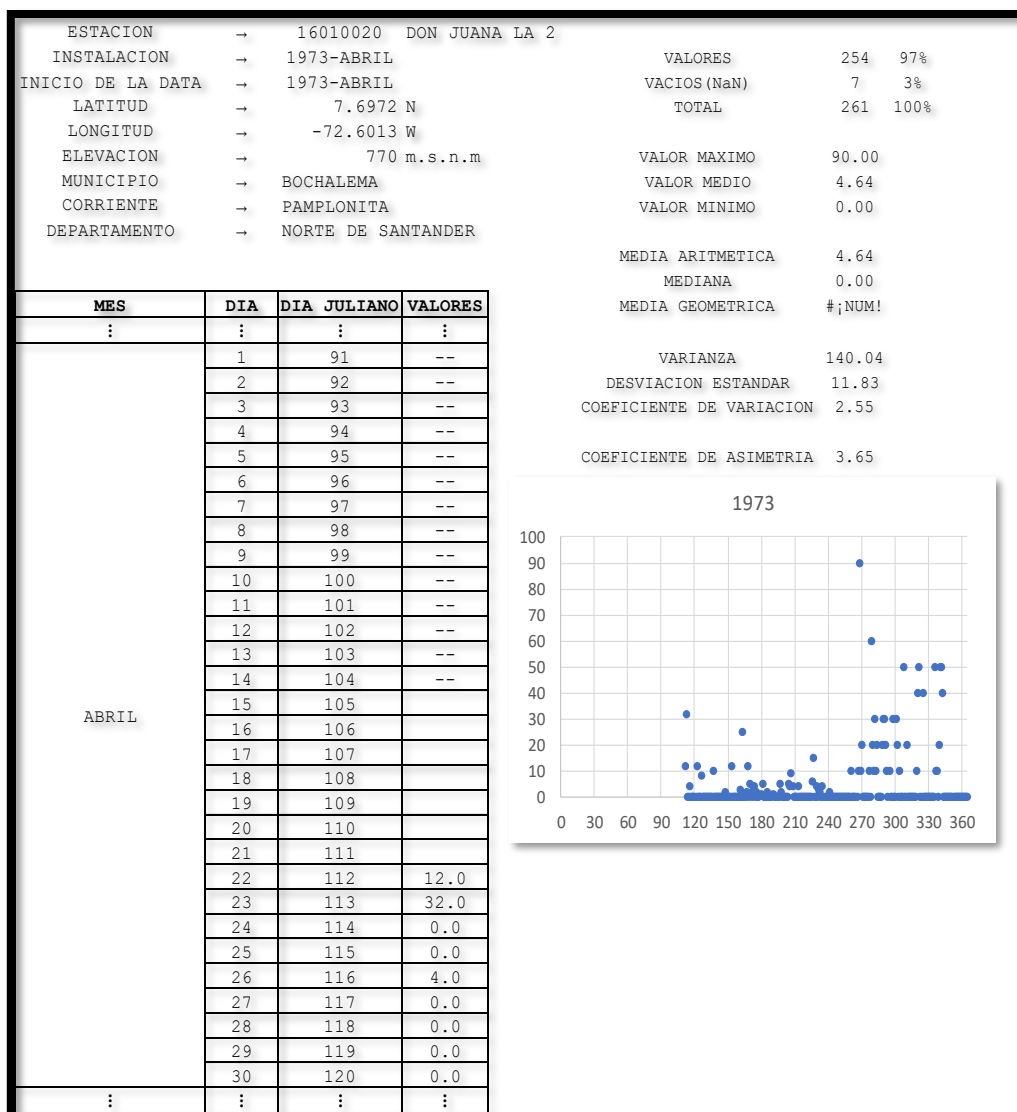 ESTACION → 16010020 DON JUANA LA 2
INSTALACION → 1973-ABRIL
INICIO DE LA DATA → 1973-ABRIL
LATITUD → 7.6972 N
LONGITUD → -72.6013 W
ELEVACION → 770 m.s.n.m
MUNICIPIO → BOCHALEMA
CORRIENTE → PAMPLONITA
DEPARTAMENTO → NORTE DE SANTANDER
VALORES 254 97%
VACIOS(NaN) 7 3%
TOTAL 261 100%
VALOR MAXIMO 90.00
VALOR MEDIO 4.64
VALOR MINIMO 0.00
MEDIA ARITMETICA 4.64
MEDIANA 0.00
MEDIA GEOMETRICA #¡NUM!
VARIANZA 140.04
DESVIACION ESTANDAR 11.83
COEFICIENTE DE VARIACION 2.55
COEFICIENTE DE ASIMETRIA 3.65
MES DIA DIA JULIANO VALORES
⋮ ⋮ ⋮ ⋮
1 91 --
2 92 --
3 93 --
4 94 --
5 95 --
6 96 --
7 97 --
8 98 --
9 99 --
10 100 --
11 101 --
12 102 --
13 103 --
14 104 --
15 105
ABRIL
16 106
17 107
18 108
19 109
20 110
21 111
22 112 12.0
23 113 32.0
24 114 0.0
25 115 0.0
26 116 4.0
27 117 0.0
28 118 0.0
29 119 0.0
30 120 0.0
⋮ ⋮ ⋮ ⋮
1973
100
90
80
70
60
50
40
30
20
10
0
0 30 60 90 120 150 180 210 240 270 300 330 360